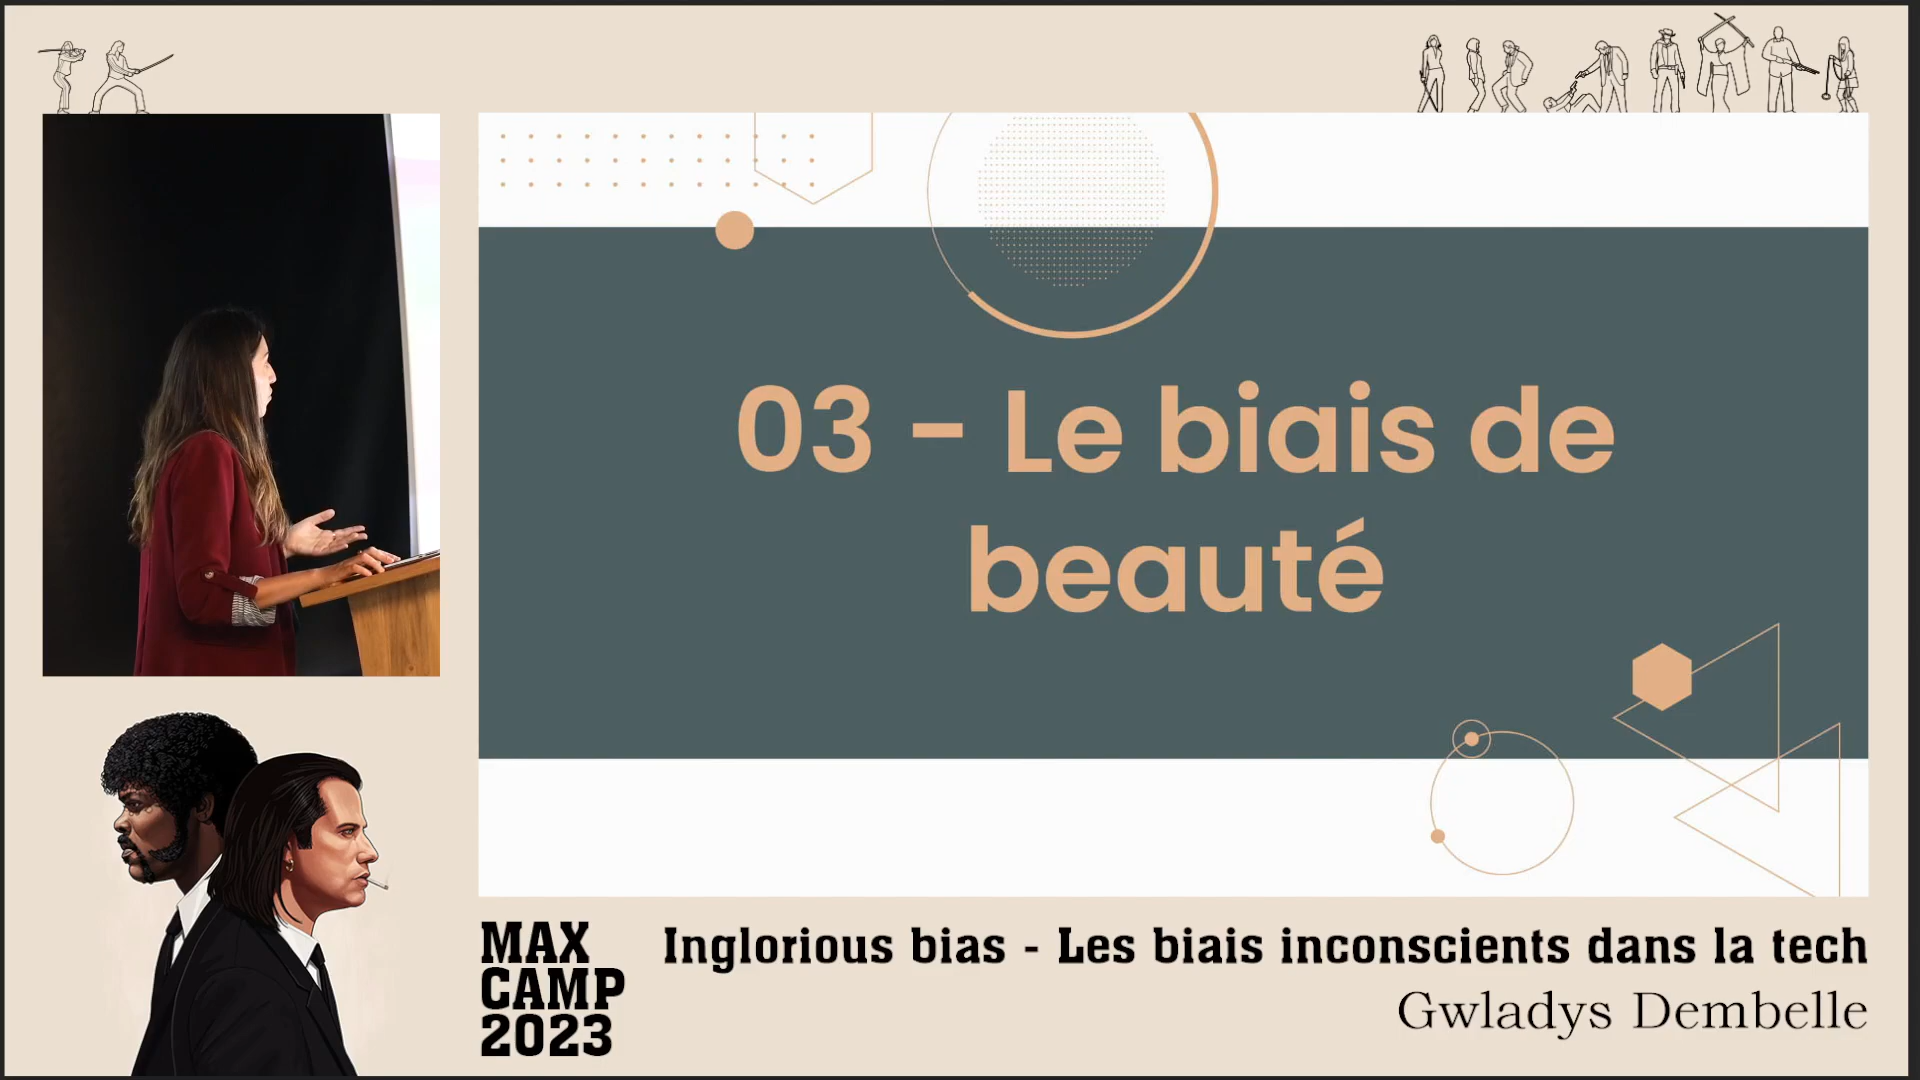 03 - Le biais de
beauté
MAX
CAMP
2023
Inglorious bias - Les biais inconscients dans la tech
Gwladys Dembelle